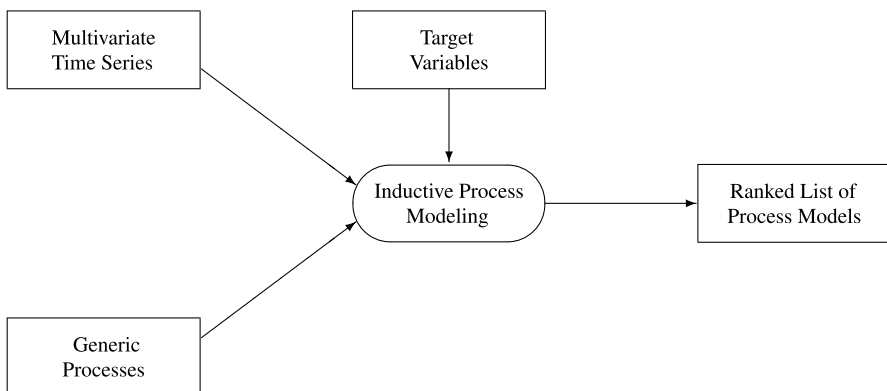 Multivariate
Time Series
Target
Variables
Inductive Process
Modeling
Ranked List of
Process Models
Generic
Processes